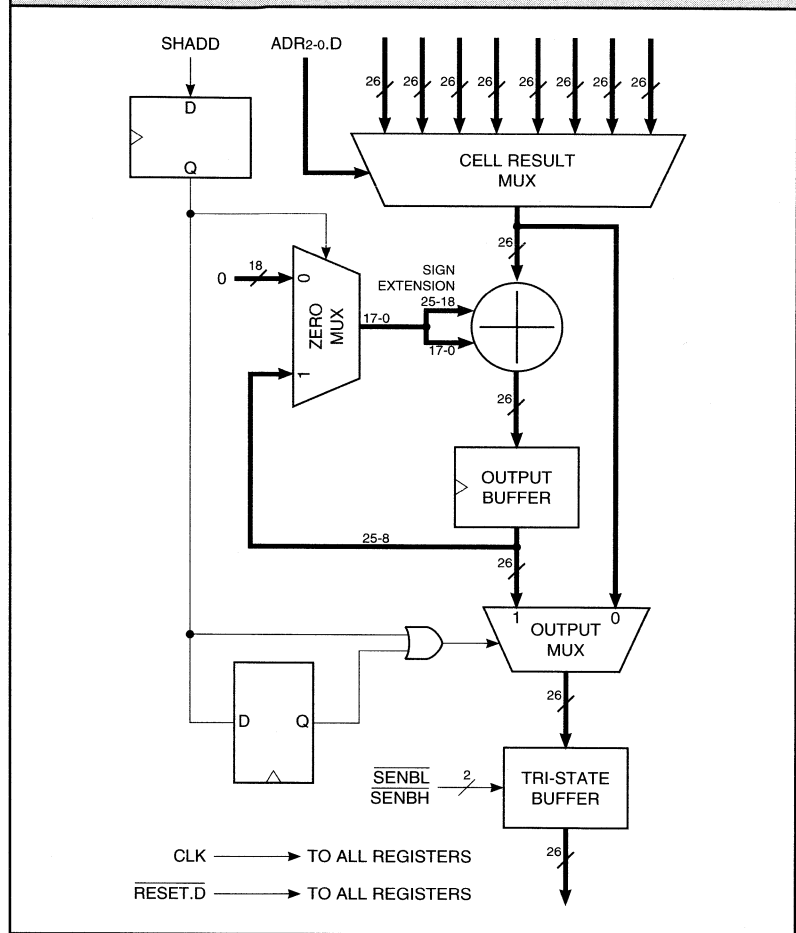 SHADD
ADR2-0.D
26 26 26 26 26 26 26 26
D
Q
CELL RESULT
MUX
26
0
18
0
1
ZERO
MUX
17-0
SIGN
EXTENSION
25-18
17-0
26
OUTPUT
BUFFER
25-8
26
1 0
OUTPUT
MUX
D Q
26
SENBL
SENBH
2
TRI-STATE
BUFFER
26
CLK TO ALL REGISTERS
RESET.D TO ALL REGISTERS